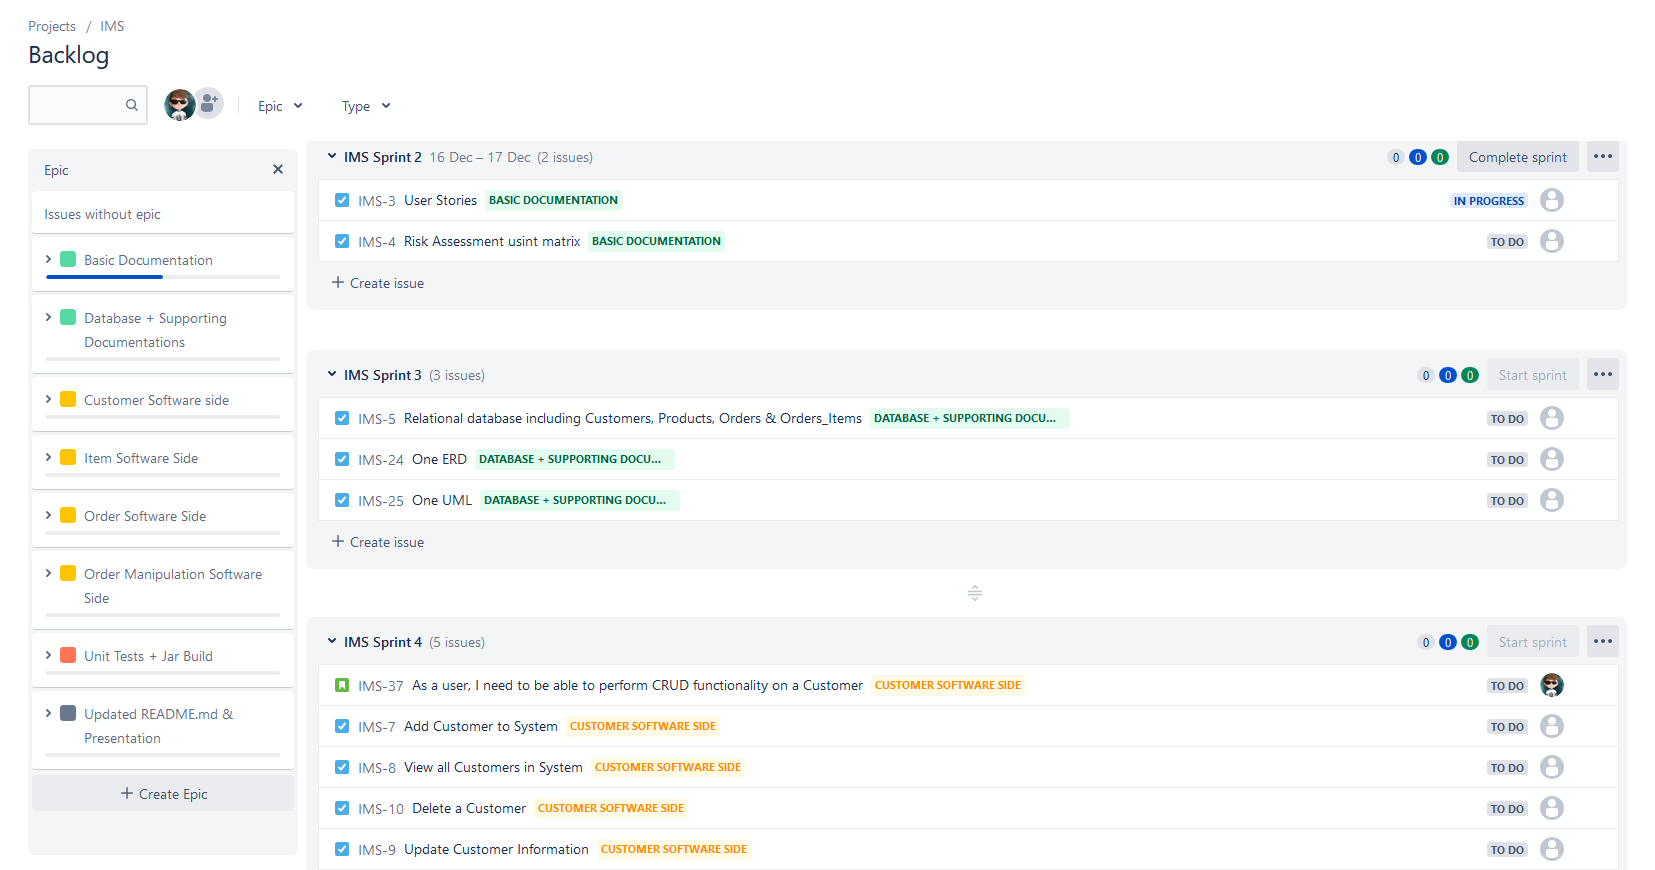 Projects / IMS
Backlog
Epic Type
Epic
Issues without epic
Basic Documentation
Database + Supporting
Documentations
Customer Software side
Item Software Side
Order Software Side
Order Manipulation Software
Side
Unit Tests + Jar Build
Updated README.md &
Presentation
+ Create Epic
IMS Sprint 2 16 Dec – 17 Dec (2 issues) 0 0 0 Complete sprint
IMS-3 User Stories BASIC DOCUMENTATION IN PROGRESS
IMS-4 Risk Assessment usint matrix BASIC DOCUMENTATION TO DO
+ Create issue
IMS Sprint 3 (3 issues) 0 0 0 Start sprint
IMS-5 Relational database including Customers, Products, Orders & Orders_Items DATABASE + SUPPORTING DOCU... TO DO
IMS-24 One ERD DATABASE + SUPPORTING DOCU... TO DO
IMS-25 One UML DATABASE + SUPPORTING DOCU... TO DO
+ Create issue
IMS Sprint 4 (5 issues) 0 0 0 Start sprint
IMS-37 As a user, I need to be able to perform CRUD functionality on a Customer CUSTOMER SOFTWARE SIDE TO DO
IMS-7 Add Customer to System CUSTOMER SOFTWARE SIDE TO DO
IMS-8 View all Customers in System CUSTOMER SOFTWARE SIDE TO DO
IMS-10 Delete a Customer CUSTOMER SOFTWARE SIDE TO DO
IMS-9 Update Customer Information CUSTOMER SOFTWARE SIDE TO DO